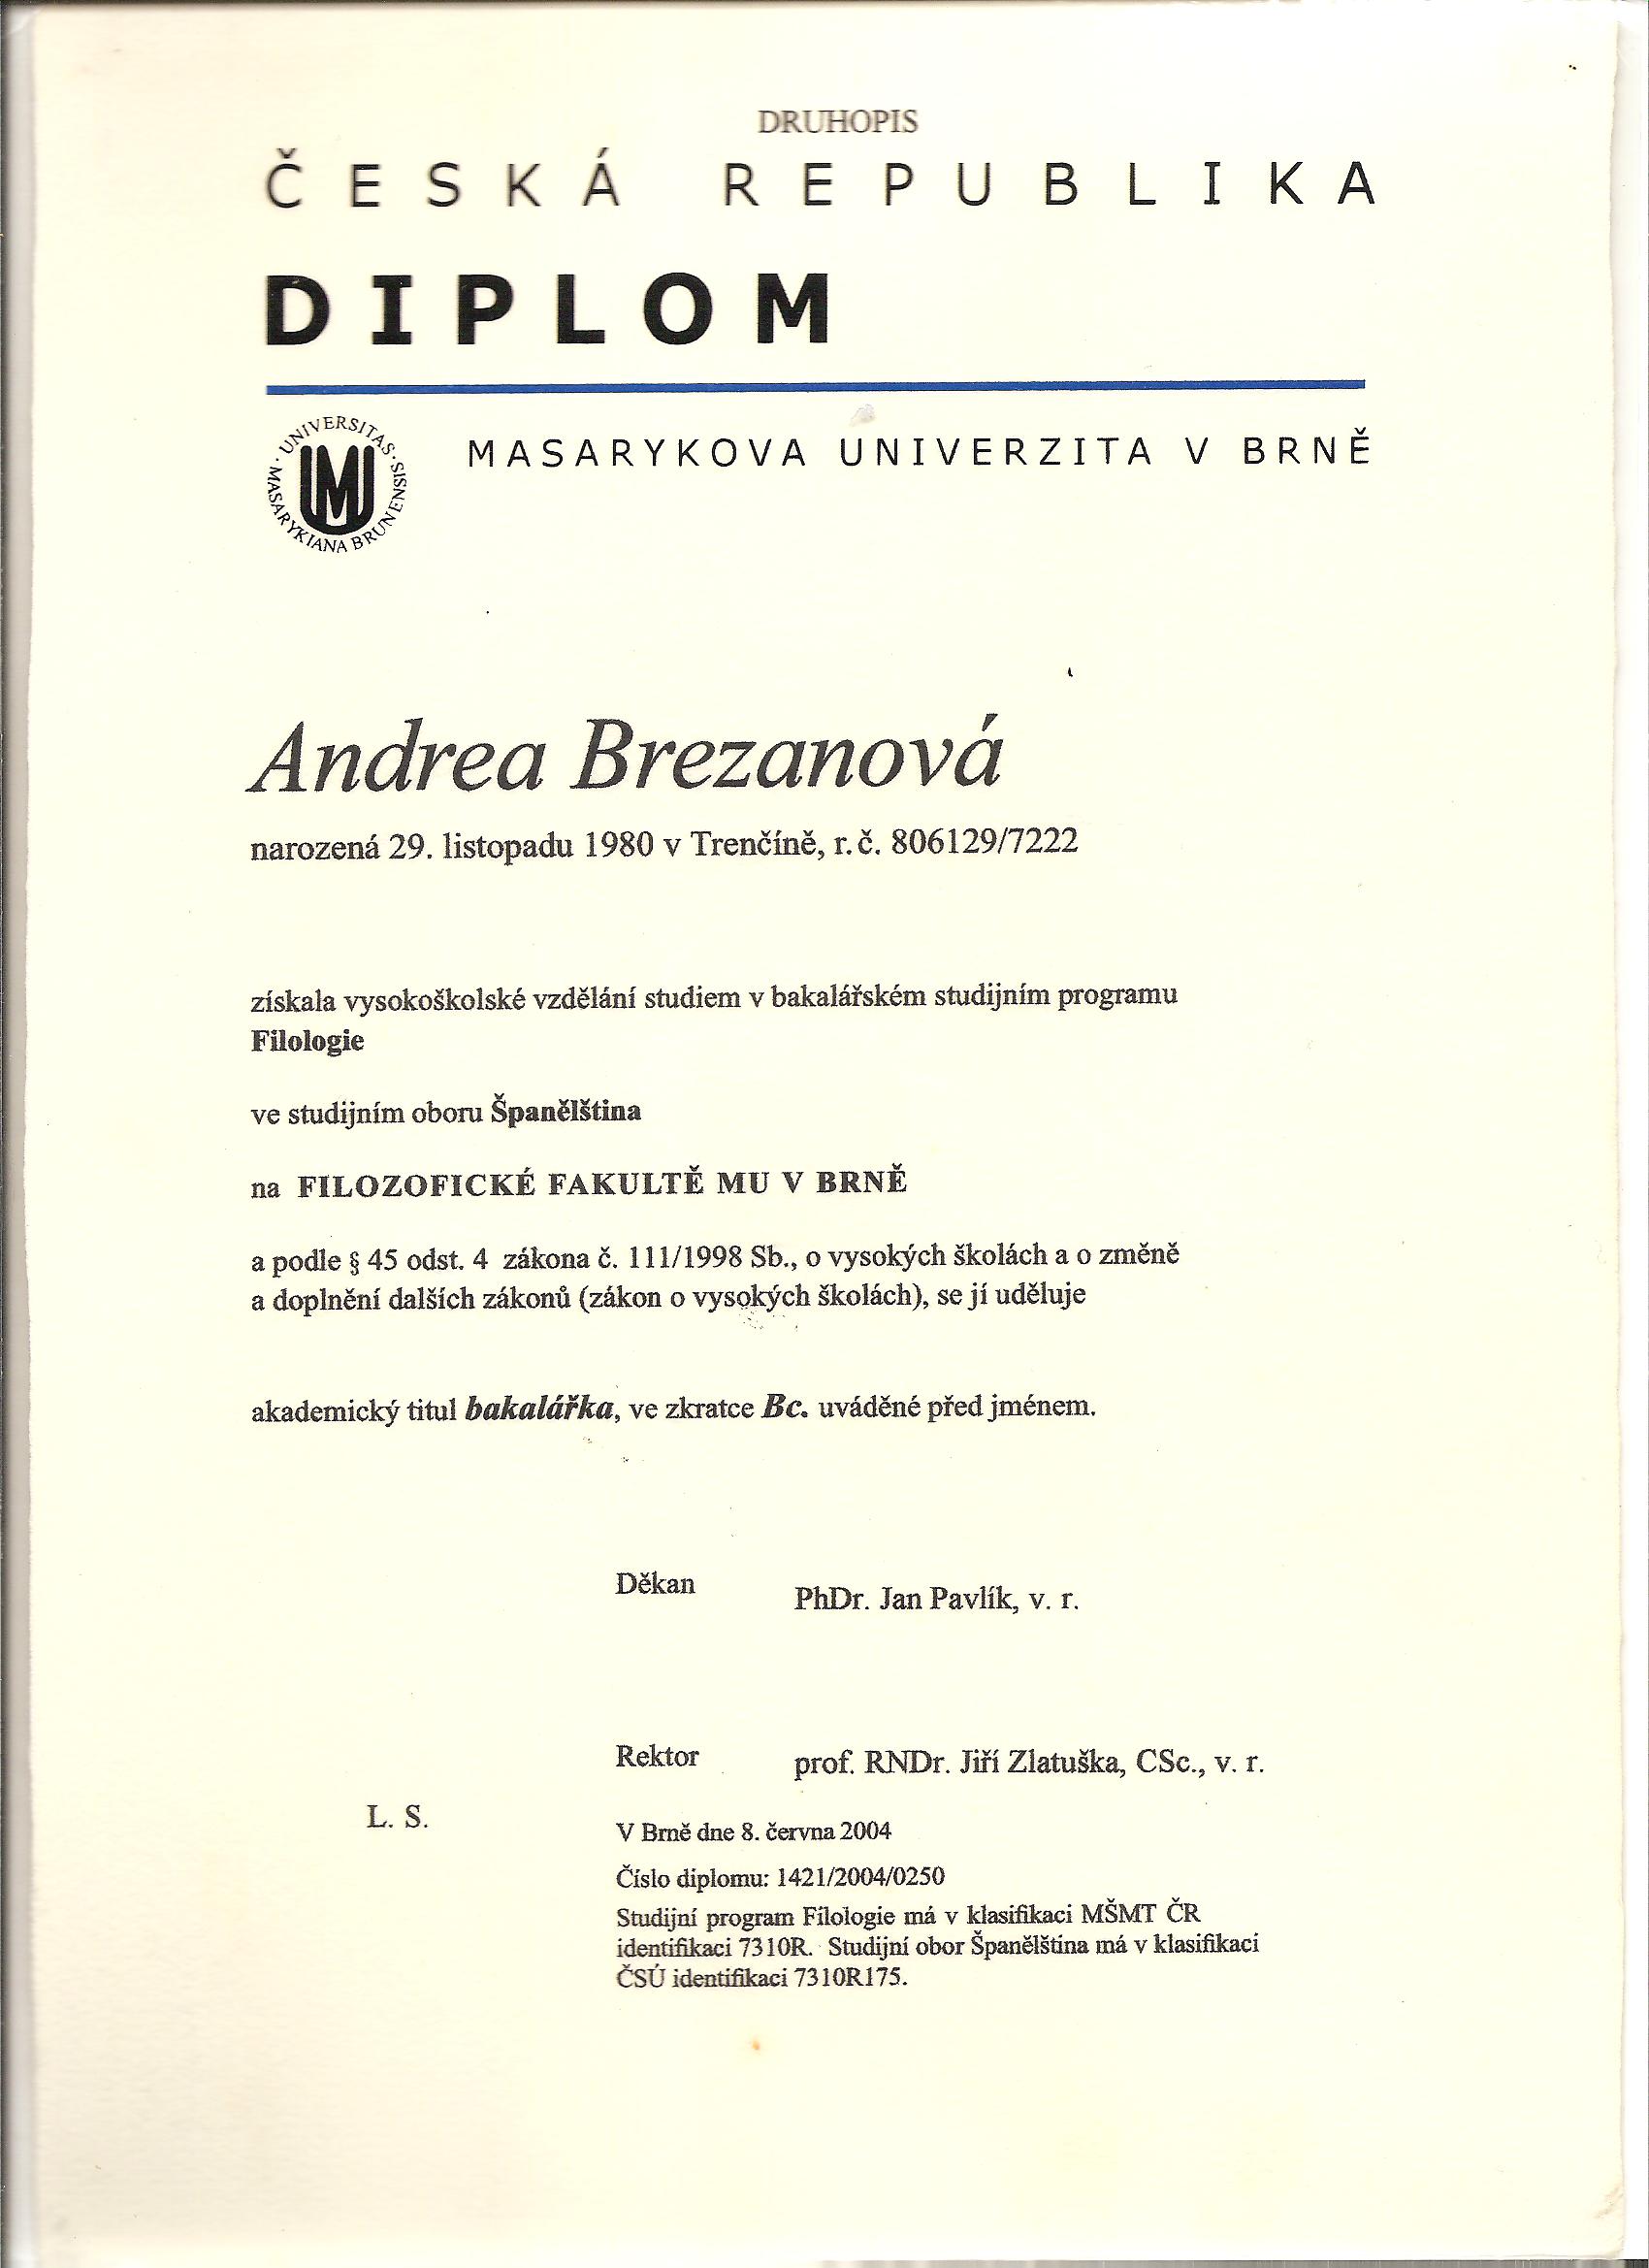 DRUHOPIS
ČESKÁ REPUBLIKA
DIPLOM
UNIVERSITAS · MASARYKIANA BRUNENSIS ·
MU
MASARYKOVA UNIVERZITA V BRNĚ
Andrea Brezanová
narozená 29. listopadu 1980 v Trenčíně, r. č. 806129/7222
získala vysokoškolské vzdělání studiem v bakalářském studijním programu
Filologie
ve studijním oboru Španělština
na FILOZOFICKÉ FAKULTĚ MU V BRNĚ
a podle § 45 odst. 4 zákona č. 111/1998 Sb., o vysokých školách a o změně
a doplnění dalších zákonů (zákon o vysokých školách), se jí uděluje
akademický titul bakalářka, ve zkratce Bc. uváděné před jménem.
Děkan PhDr. Jan Pavlík, v. r.
Rektor prof. RNDr. Jiří Zlatuška, CSc., v. r.
L. S.
V Brně dne 8. června 2004
Číslo diplomu: 1421/2004/0250
Studijní program Filologie má v klasifikaci MŠMT ČR
identifikaci 7310R. Studijní obor Španělština má v klasifikaci
ČSÚ identifikaci 7310R175.